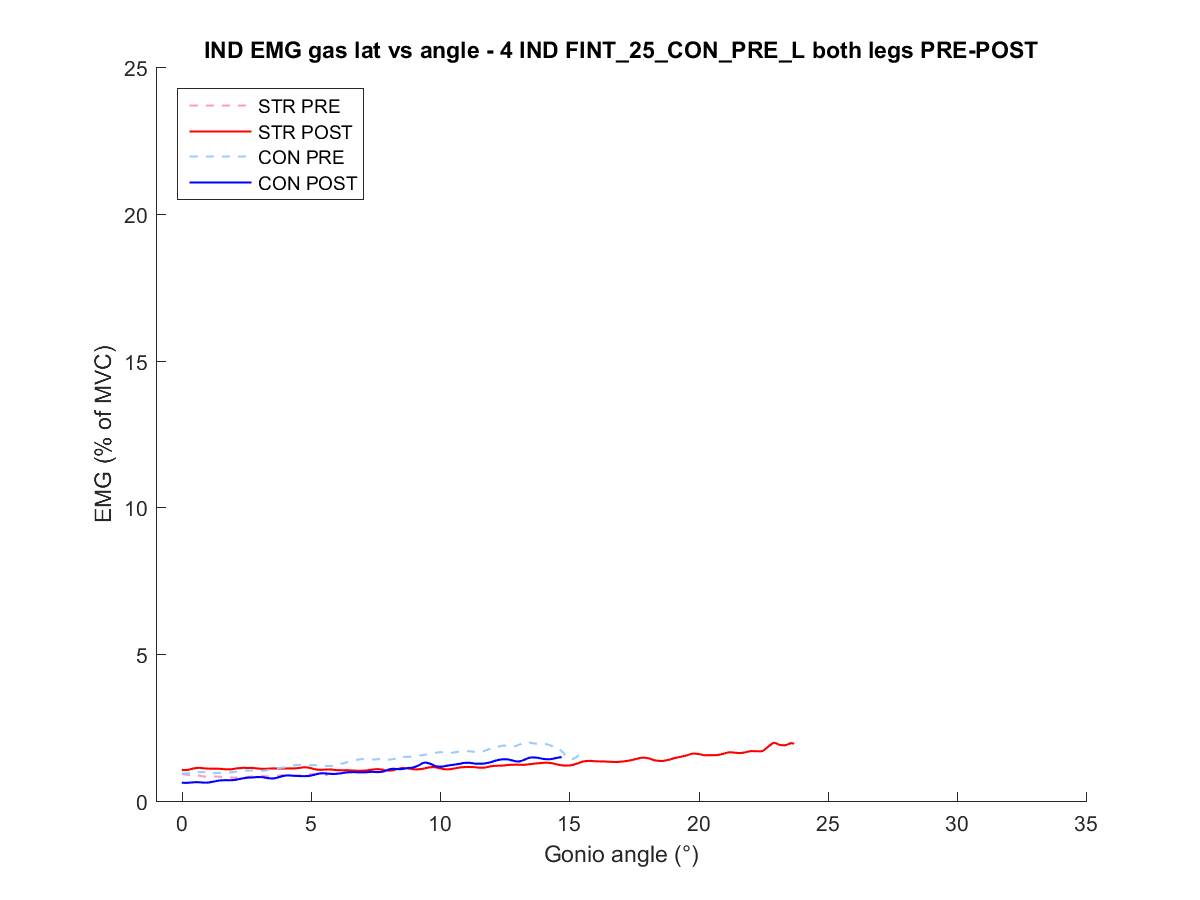 IND EMG gas lat vs angle - 4 IND FINT_25_CON_PRE_L both legs PRE-POST
25
20
15
10
5
0
EMG (% of MVC)
STR PRE
STR POST
CON PRE
CON POST
0 5 10 15 20 25 30 35
Gonio angle (°)